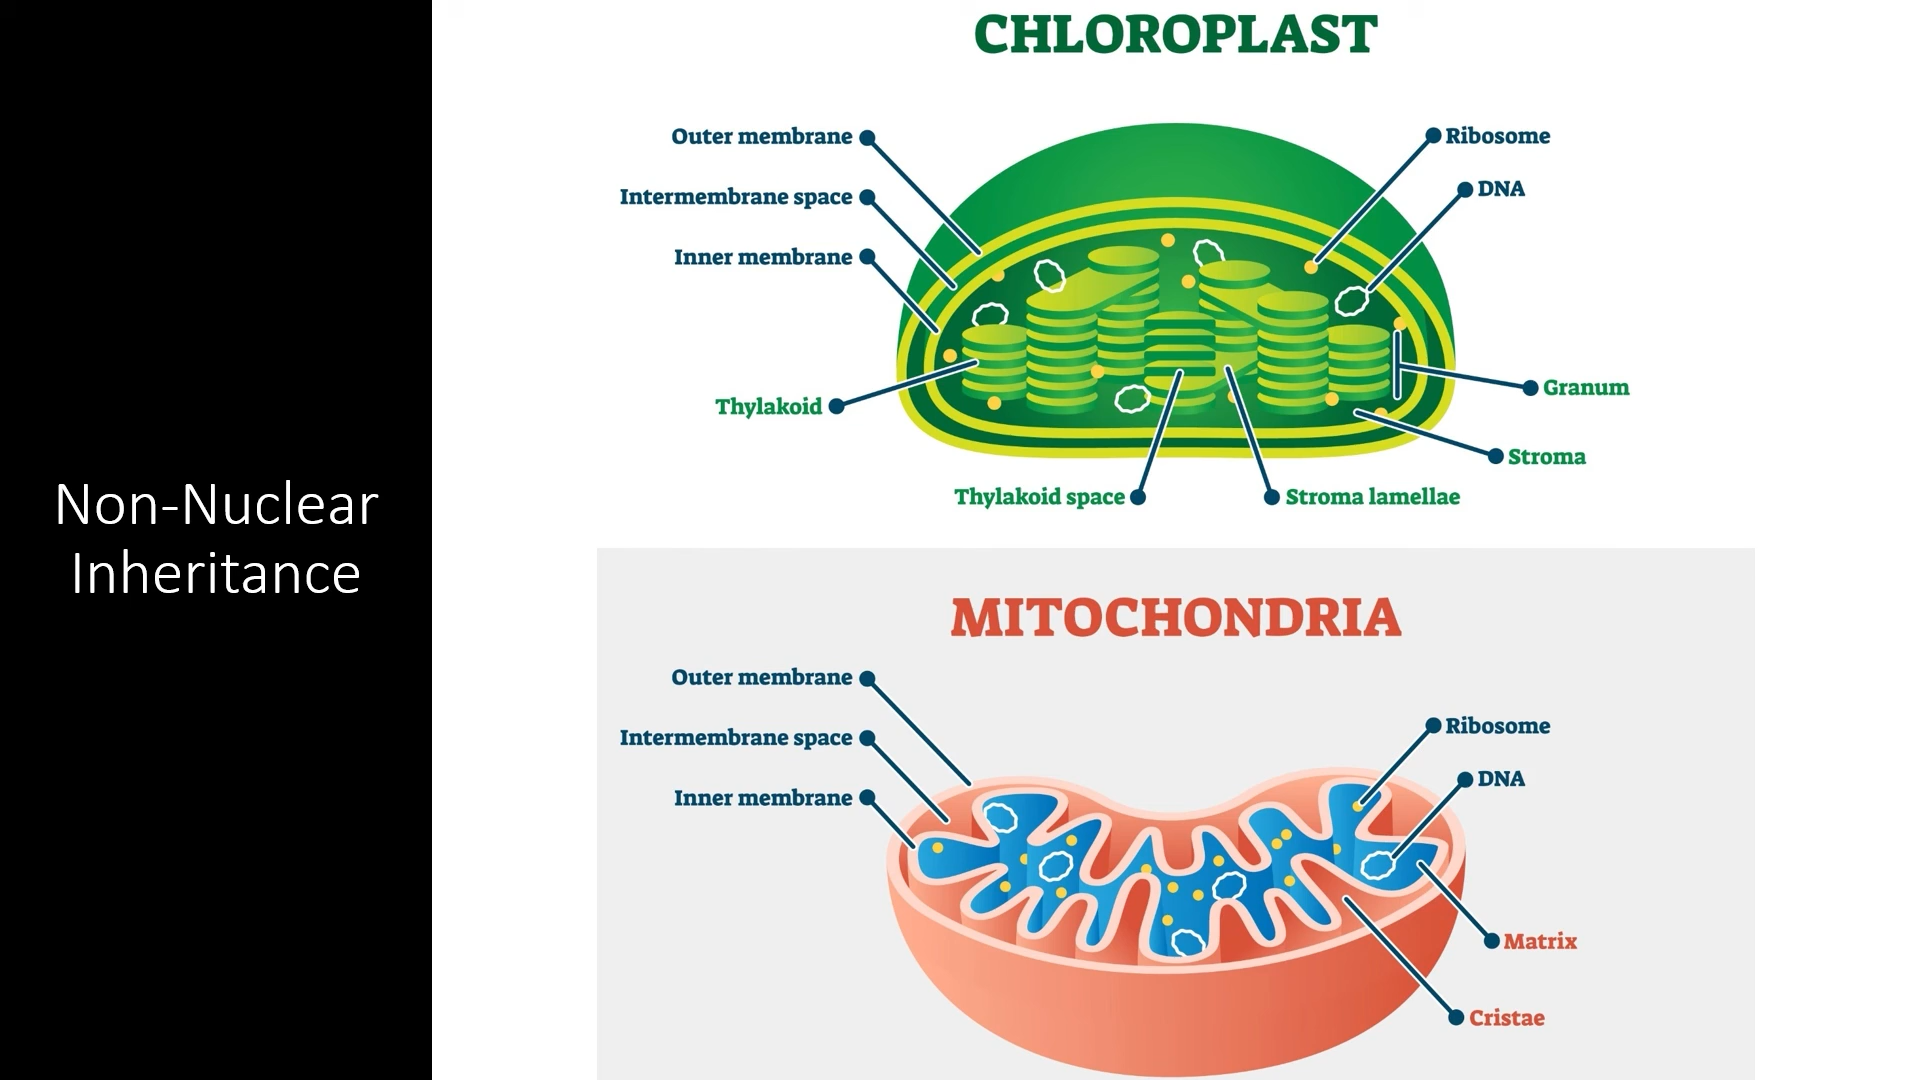 Non-Nuclear
Inheritance
CHLOROPLAST
Outer membrane
Intermembrane space
Inner membrane
Thylakoid
Thylakoid space
Stroma lamellae
Ribosome
DNA
Granum
Stroma
MITOCHONDRIA
Outer membrane
Intermembrane space
Inner membrane
Ribosome
DNA
Matrix
Cristae